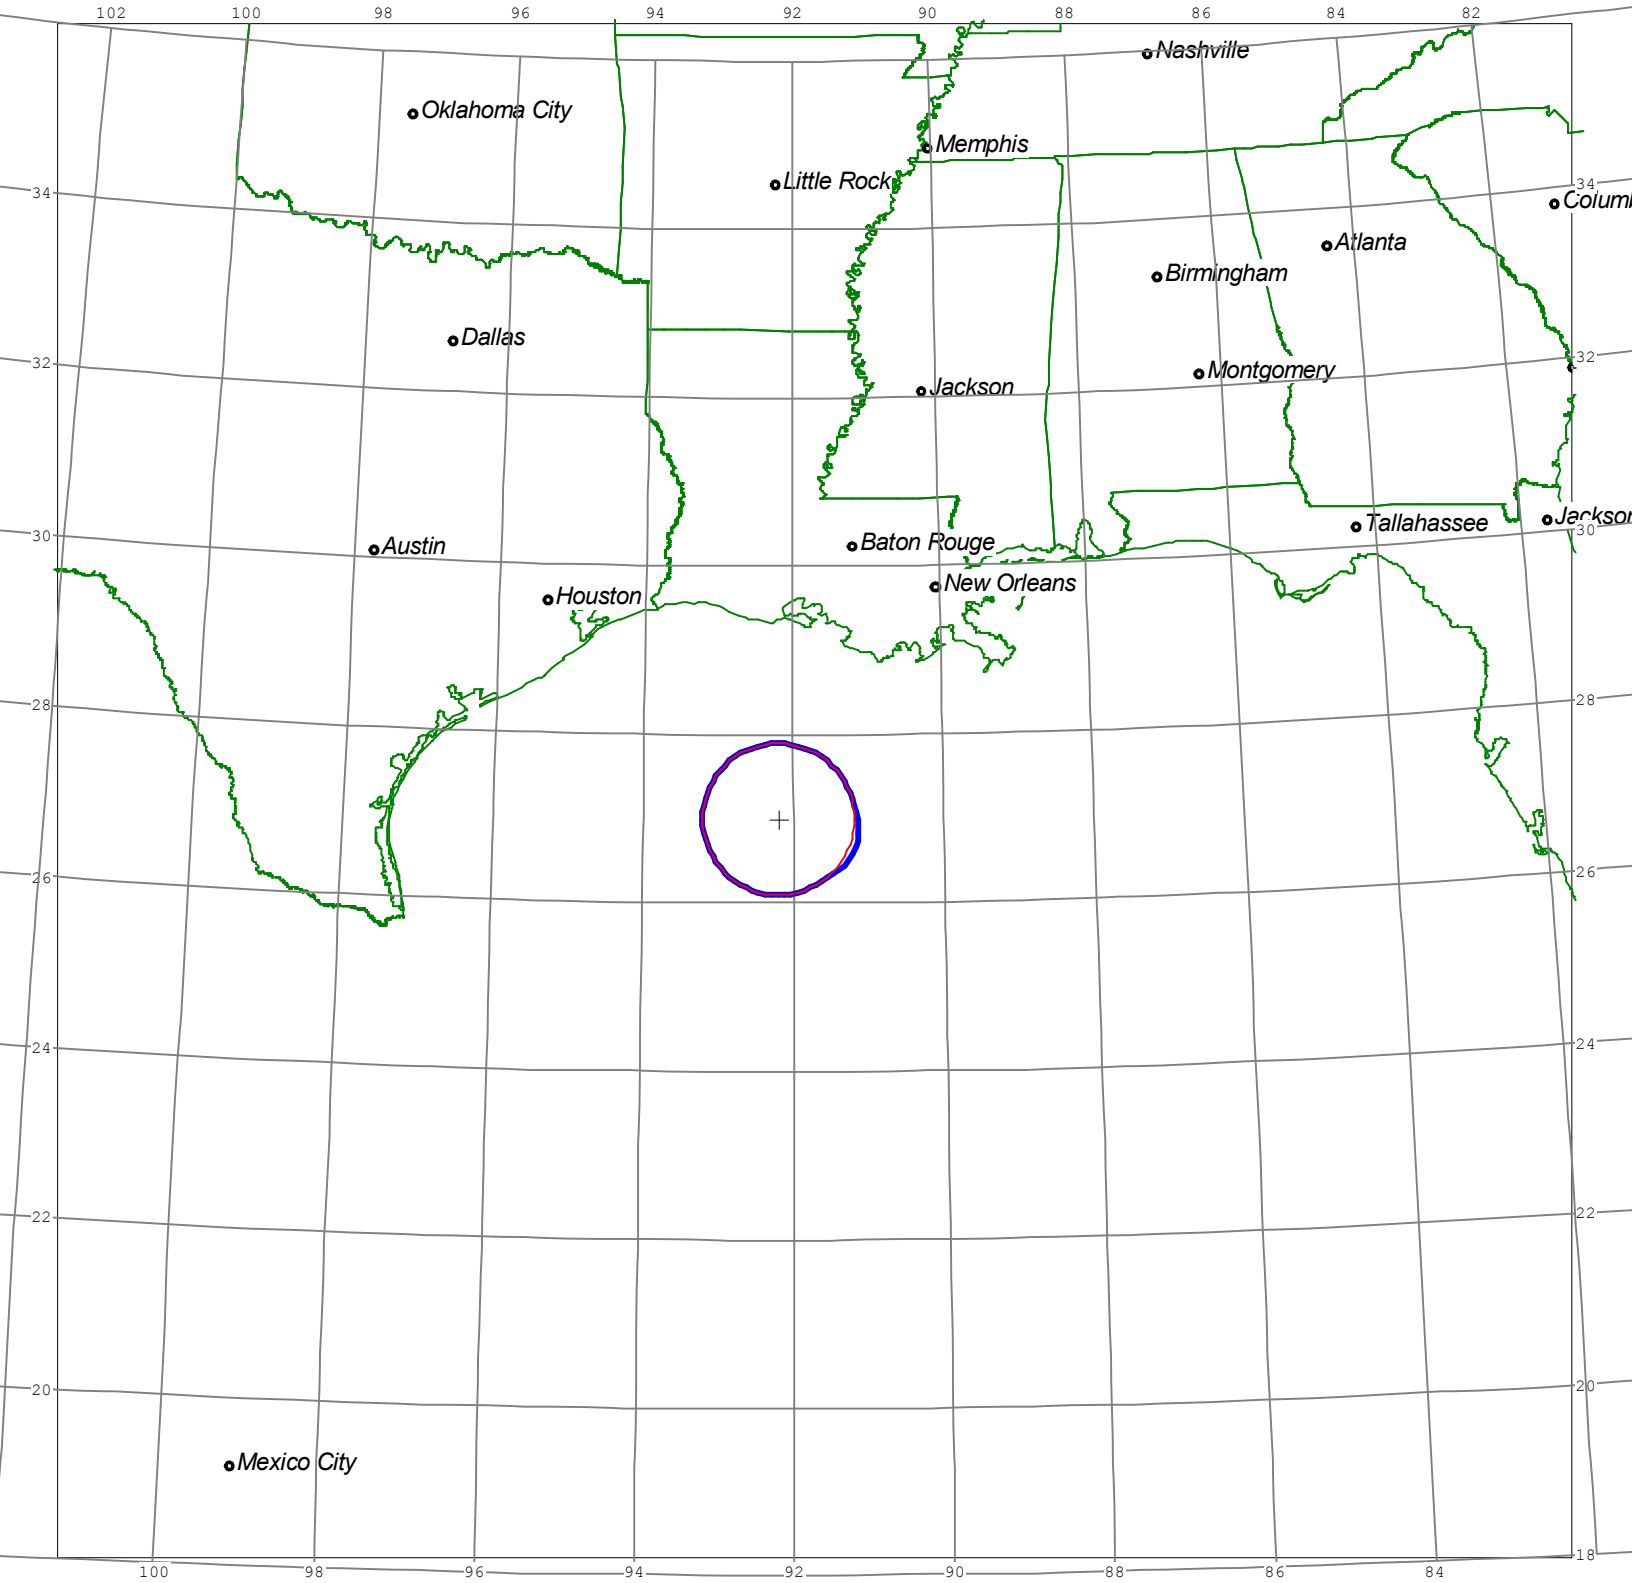 102 100 98 96 94 92 90 88 86 84 82
Nashville
Oklahoma City
Memphis
Little Rock
34 34
Colum
Atlanta
Birmingham
Dallas
32 32
Montgomery
Jackson
Tallahassee
Jackson
30 30
Baton Rouge
Austin
New Orleans
Houston
28 28
26 26
24 24
22 22
20 20
Mexico City
18
100 98 96 94 92 90 88 86 84